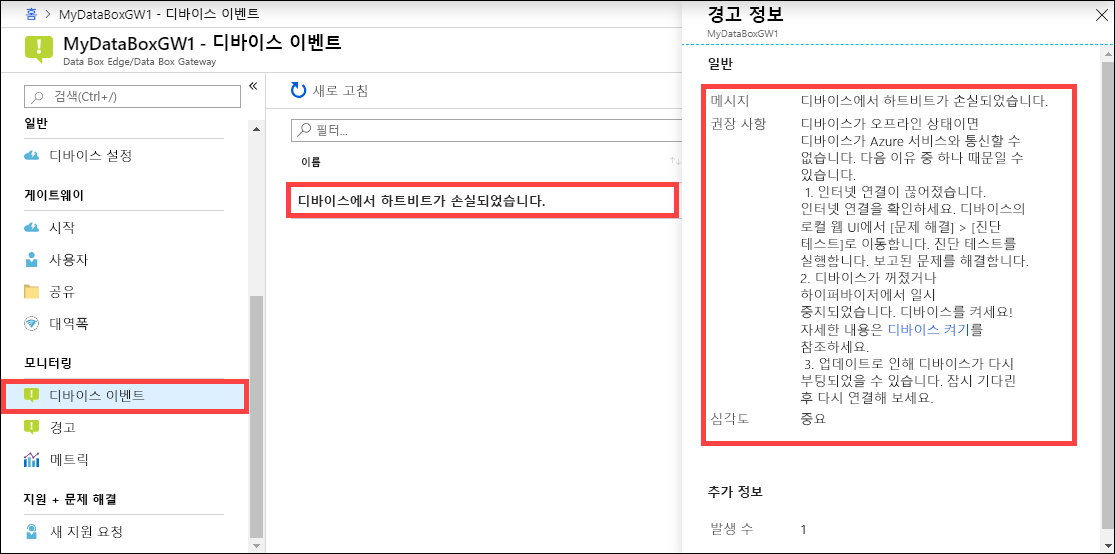 홈 > MyDataBoxGW1 - 디바이스 이벤트
MyDataBoxGW1 - 디바이스 이벤트
Data Box Edge/Data Box Gateway
검색(Ctrl+/)
일반
디바이스 설정
게이트웨이
시작
사용자
공유
대역폭
모니터링
디바이스 이벤트
경고
메트릭
지원 + 문제 해결
새 지원 요청
새로 고침
필터...
이름
디바이스에서 하트비트가 손실되었습니다.
경고 정보
MyDataBoxGW1
일반
메시지 디바이스에서 하트비트가 손실되었습니다.
권장 사항 디바이스가 오프라인 상태이면
디바이스가 Azure 서비스와 통신할 수
없습니다. 다음 이유 중 하나 때문일 수
있습니다.
1. 인터넷 연결이 끊어졌습니다.
인터넷 연결을 확인하세요. 디바이스의
로컬 웹 UI에서 [문제 해결] > [진단
테스트]로 이동합니다. 진단 테스트를
실행합니다. 보고된 문제를 해결합니다.
2. 디바이스가 꺼졌거나
하이퍼바이저에서 일시
중지되었습니다. 디바이스를 켜세요!
자세한 내용은 디바이스 켜기를
참조하세요.
3. 업데이트로 인해 디바이스가 다시
부팅되었을 수 있습니다. 잠시 기다린
후 다시 연결해 보세요.
심각도 중요
추가 정보
발생 수 1